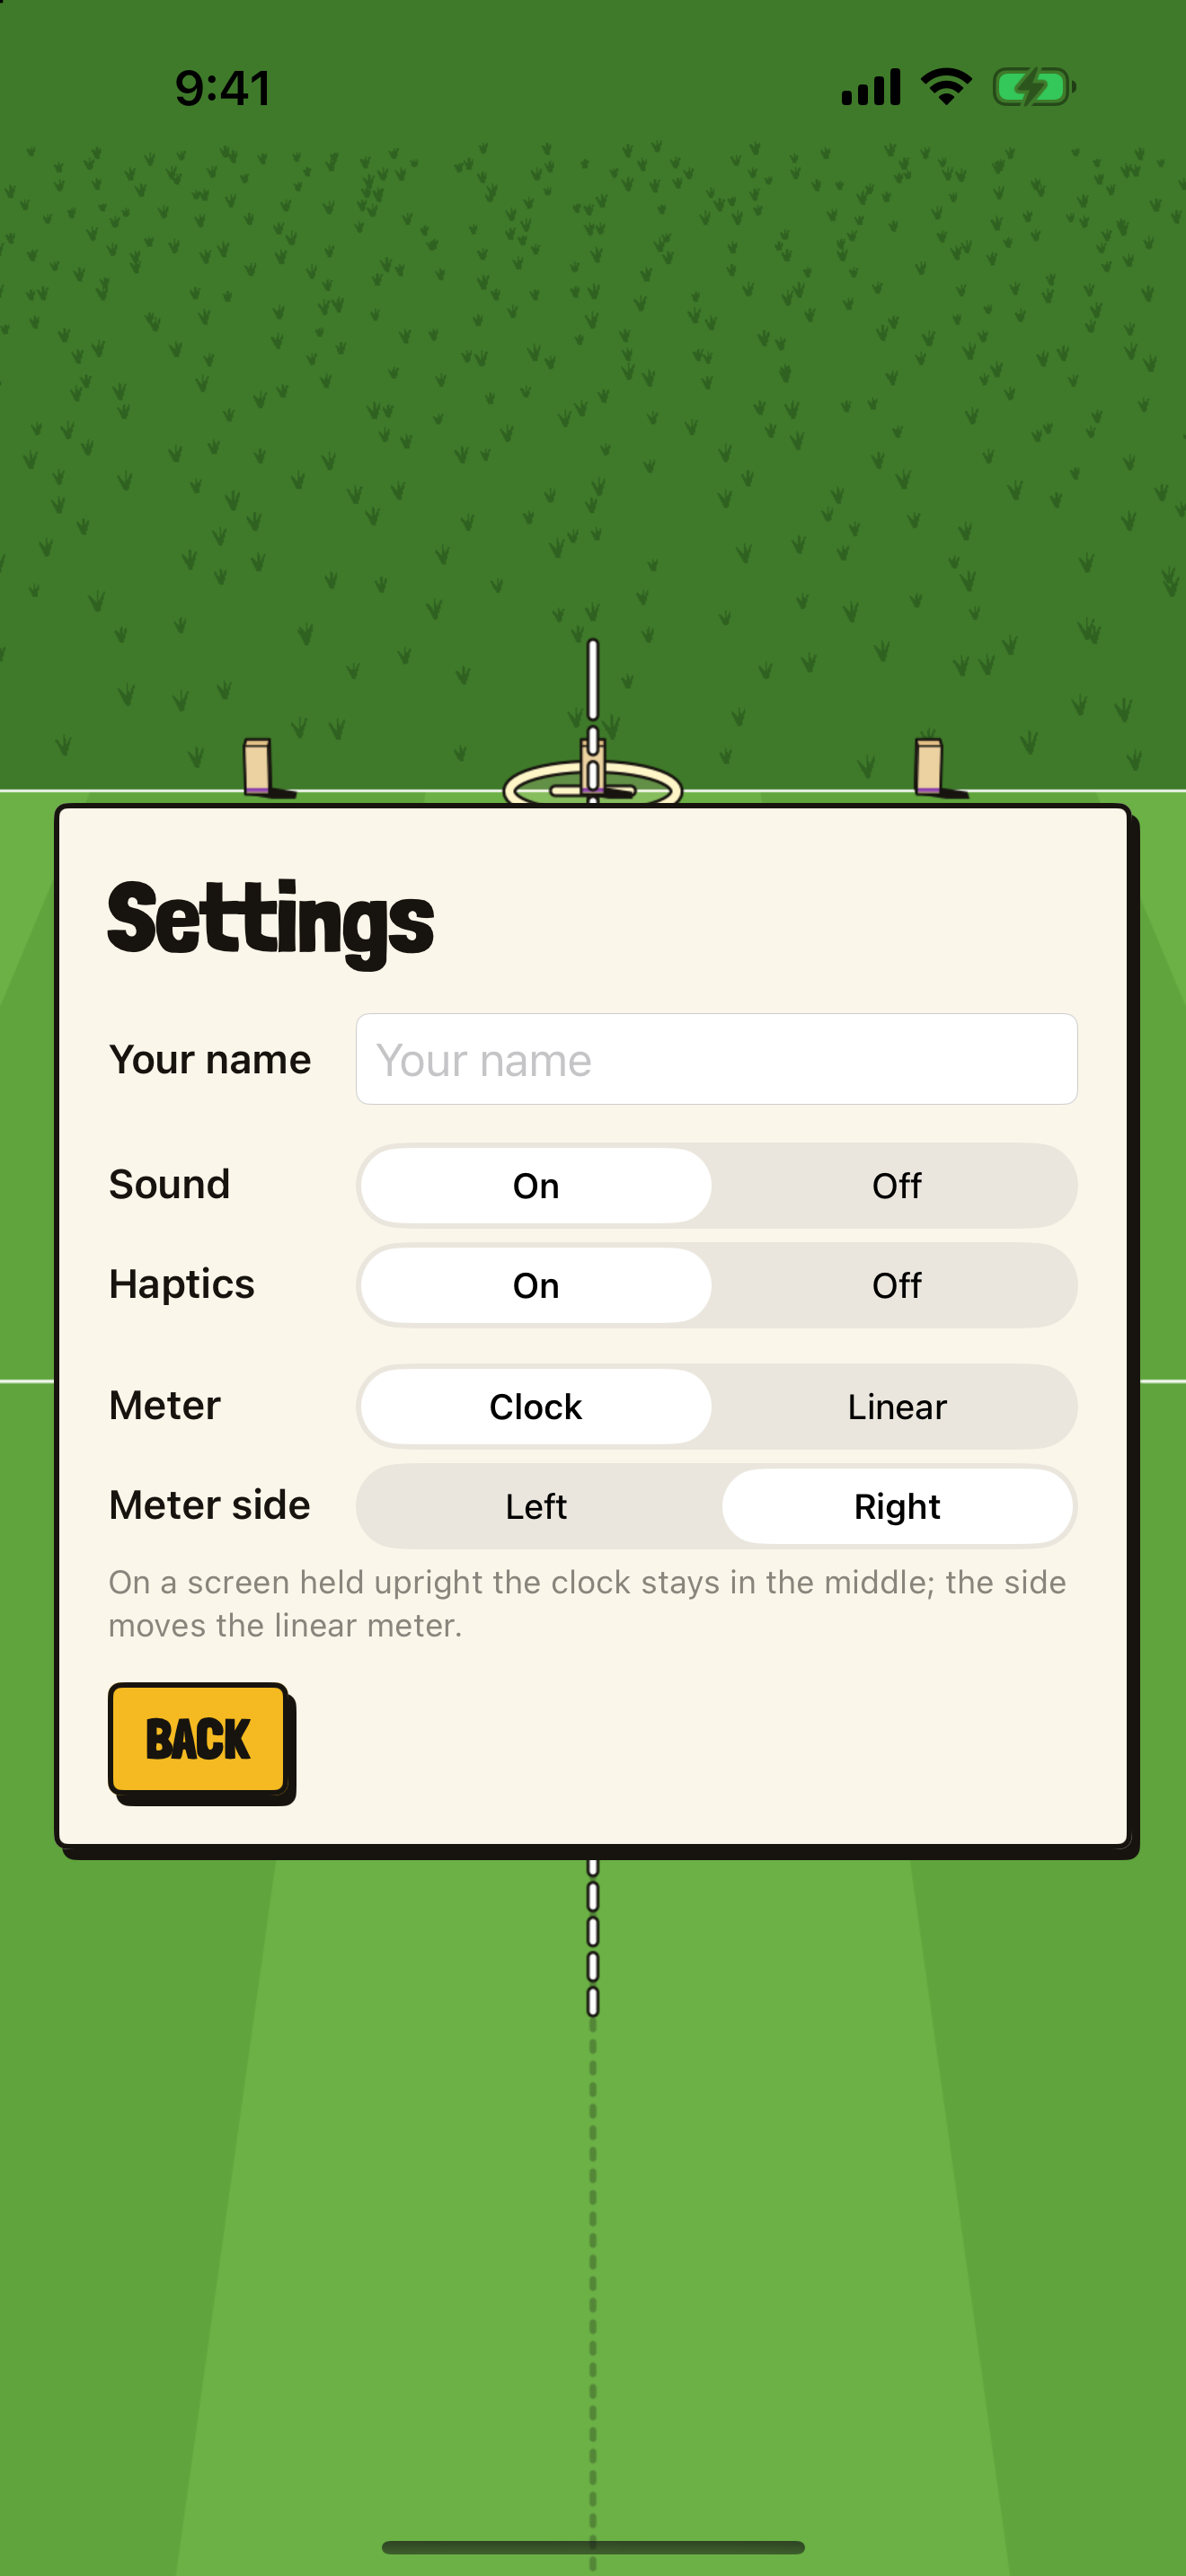 9:41
Settings
Your name
Your name
Sound
On
Off
Haptics
On
Off
Meter
Clock
Linear
Meter side
Left
Right
On a screen held upright the clock stays in the middle; the side
moves the linear meter.
BACK